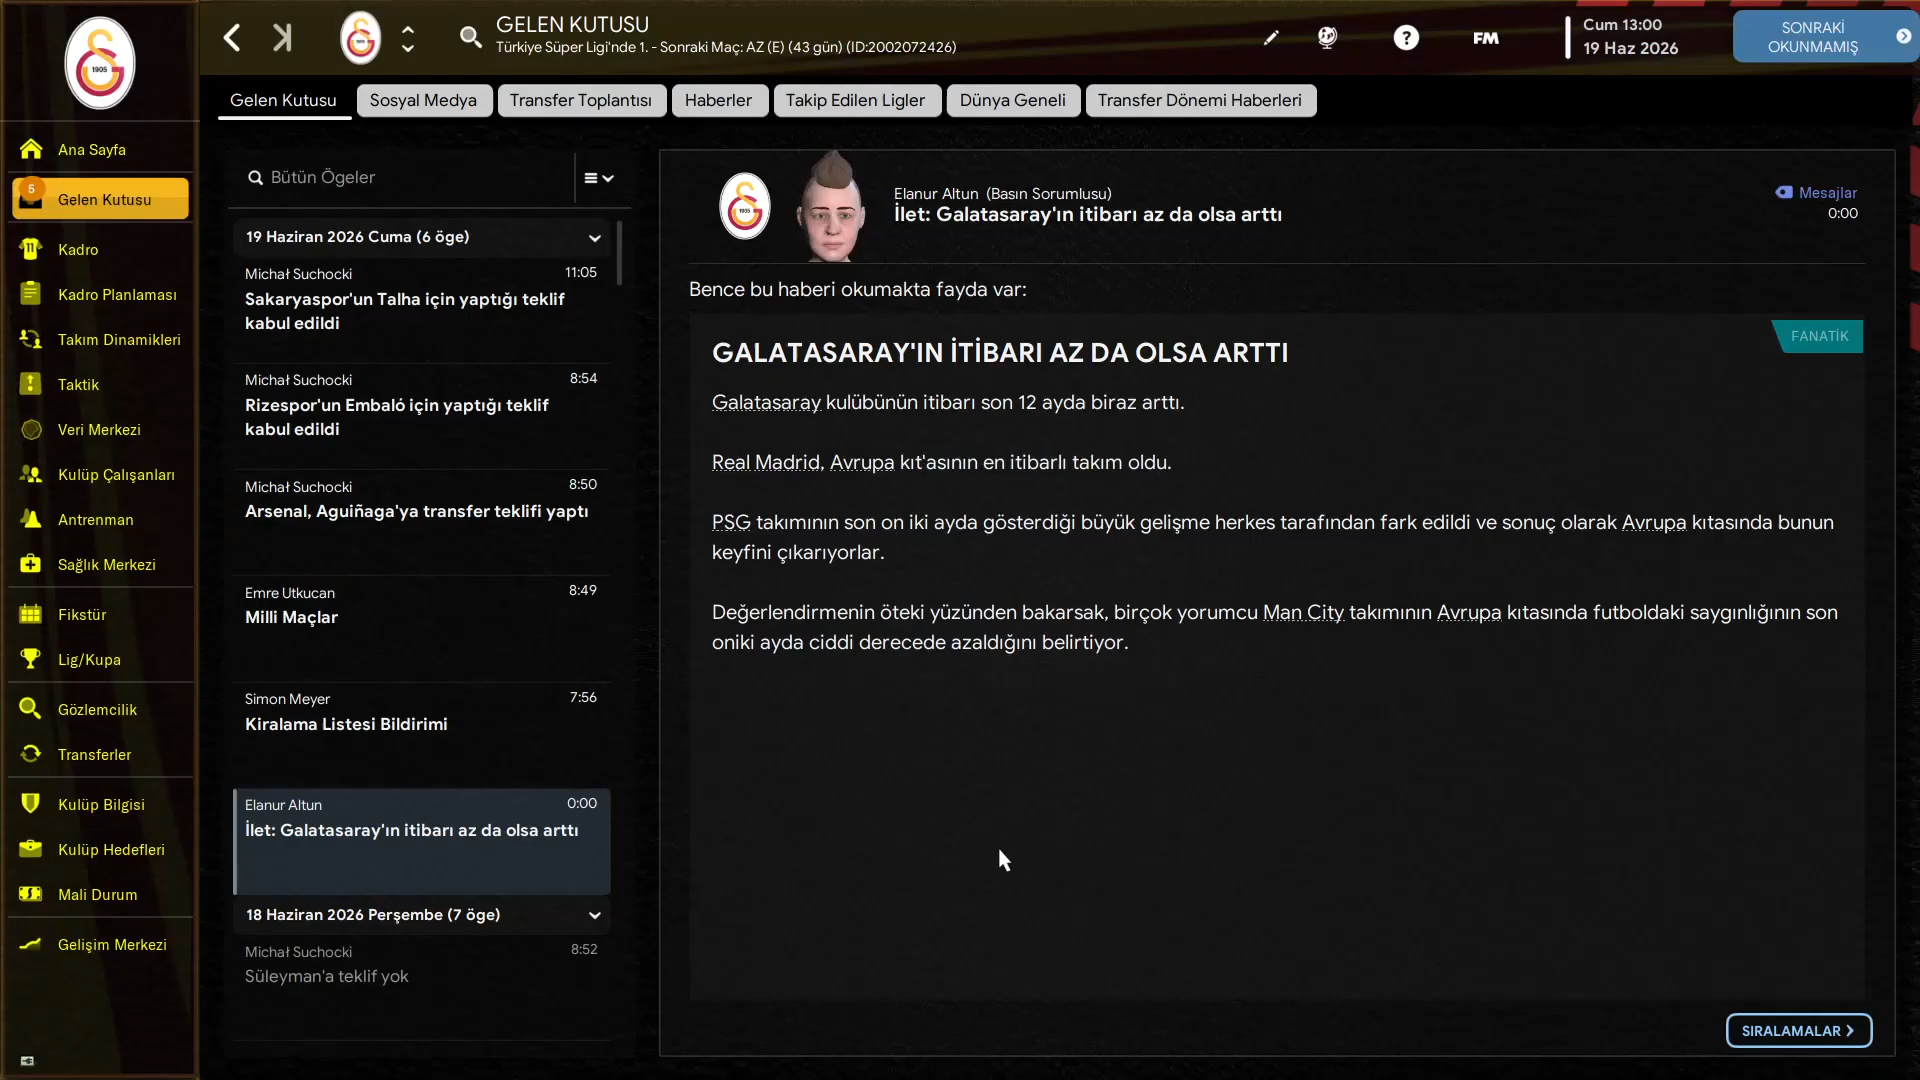 1905
GELEN KUTUSU
Türkiye Süper Ligi'nde 1. - Sonraki Maç: AZ (E) (43 gün) (ID:2002072426)
?
FM
Cum 13:00
19 Haz 2026
SONRAKİ
OKUNMAMIŞ
Gelen Kutusu
Sosyal Medya
Transfer Toplantısı
Haberler
Takip Edilen Ligler
Dünya Geneli
Transfer Dönemi Haberleri
Ana Sayfa
5
Gelen Kutusu
Kadro
Kadro Planlaması
Takım Dinamikleri
Taktik
Veri Merkezi
Kulüp Çalışanları
Antrenman
Sağlık Merkezi
Fikstür
Lig/Kupa
Gözlemcilik
Transferler
Kulüp Bilgisi
Kulüp Hedefleri
Mali Durum
Gelişim Merkezi
Bütün Ögeler
19 Haziran 2026 Cuma (6 öge)
Michał Suchocki 11:05
Sakaryaspor'un Talha için yaptığı teklif
kabul edildi
Michał Suchocki 8:54
Rizespor'un Embaló için yaptığı teklif
kabul edildi
Michał Suchocki 8:50
Arsenal, Aguiñaga'ya transfer teklifi yaptı
Emre Utkucan 8:49
Milli Maçlar
Simon Meyer 7:56
Kiralama Listesi Bildirimi
Elanur Altun 0:00
İlet: Galatasaray'ın itibarı az da olsa arttı
18 Haziran 2026 Perşembe (7 öge)
Michał Suchocki 8:52
Süleyman'a teklif yok
1905
Elanur Altun (Basın Sorumlusu)
İlet: Galatasaray'ın itibarı az da olsa arttı
Mesajlar
0:00
Bence bu haberi okumakta fayda var:
FANATİK
GALATASARAY'IN İTİBARI AZ DA OLSA ARTTI
Galatasaray kulübünün itibarı son 12 ayda biraz arttı.
Real Madrid, Avrupa kıt'asının en itibarlı takım oldu.
PSG takımının son on iki ayda gösterdiği büyük gelişme herkes tarafından fark edildi ve sonuç olarak Avrupa kıtasında bunun
keyfini çıkarıyorlar.
Değerlendirmenin öteki yüzünden bakarsak, birçok yorumcu Man City takımının Avrupa kıtasında futboldaki saygınlığının son
oniki ayda ciddi derecede azaldığını belirtiyor.
SIRALAMALAR